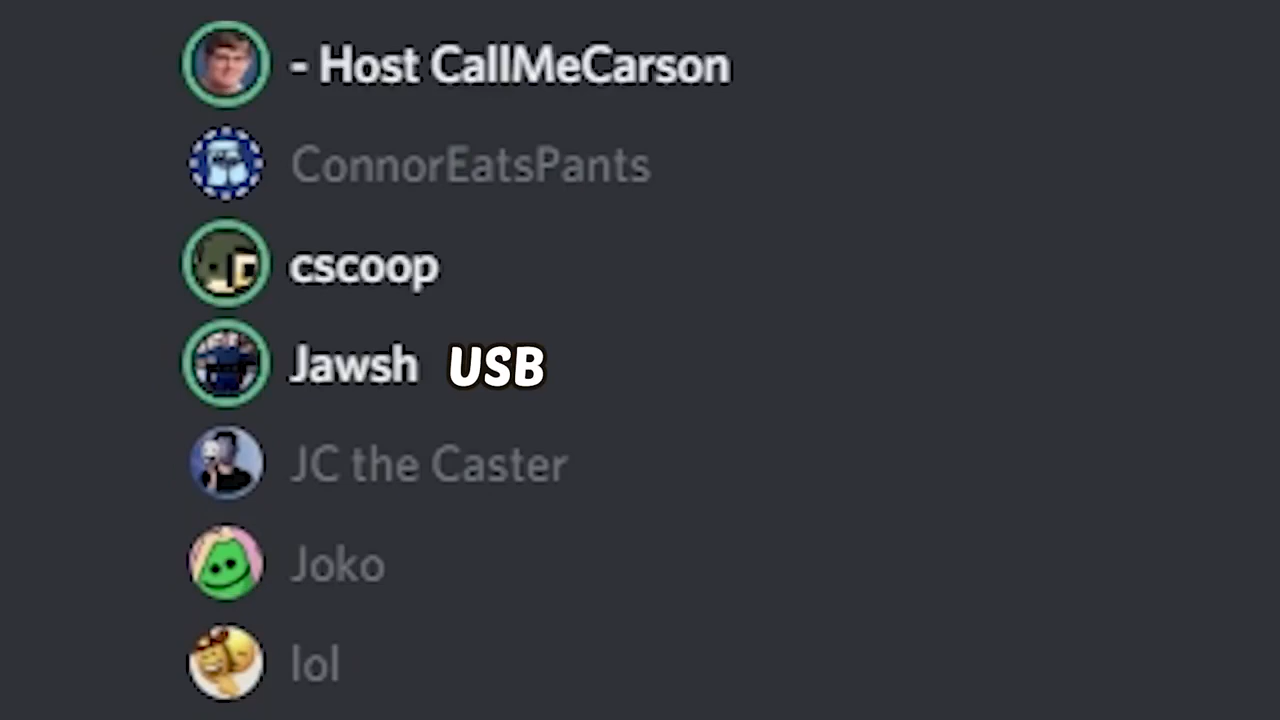 - Host CallMeCarson
ConnorEatsPants
cscoop
Jawsh USB
JC the Caster
Joko
lol